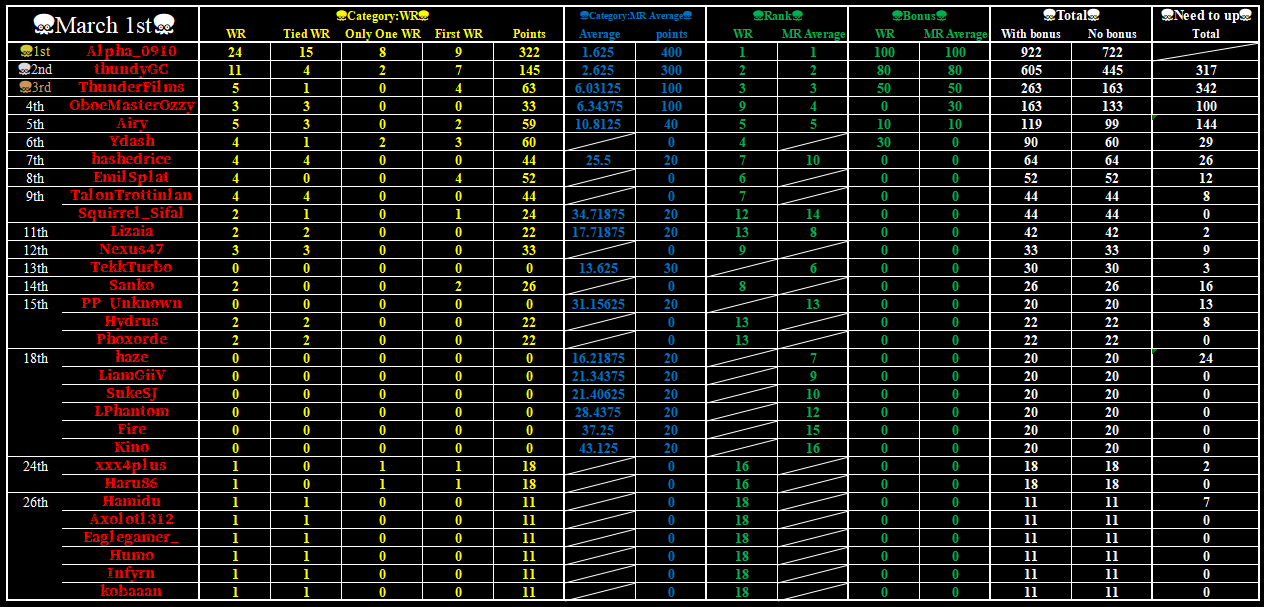 March 1st
Category:WR Category:MR Average Rank Bonus Total Need to up
WR Tied WR Only One WR First WR Points Average points WR MR Average WR MR Average With bonus No bonus Total
1st Alpha_0910 24 15 8 9 322 1.625 400 1 1 100 100 922 722
2nd thundyGC 11 4 2 7 145 2.625 300 2 2 80 80 605 445 317
3rd ThunderFilms 5 1 0 4 63 6.03125 100 3 3 50 50 263 163 342
4th OboeMasterOzzy 3 3 0 0 33 6.34375 100 9 4 0 30 163 133 100
5th Airy 5 3 0 2 59 10.8125 40 5 5 10 10 119 99 144
6th Ydash 4 1 2 3 60 0 4 30 0 90 60 29
7th hashedrice 4 4 0 0 44 25.5 20 7 10 0 0 64 64 26
8th EmilSplat 4 0 0 4 52 0 6 0 0 52 52 12
9th TalonTrottinlan 4 4 0 0 44 0 7 0 0 44 44 8
Squirrel_Sifal 2 1 0 1 24 34.71875 20 12 14 0 0 44 44 0
11th Lizaia 2 2 0 0 22 17.71875 20 13 8 0 0 42 42 2
12th Nexus47 3 3 0 0 33 0 9 0 0 33 33 9
13th TekkTurbo 0 0 0 0 0 13.625 30 6 0 0 30 30 3
14th Sanko 2 0 0 2 26 0 8 0 0 26 26 16
15th PP_Unknown 0 0 0 0 0 31.15625 20 13 0 0 20 20 13
Hydrus 2 2 0 0 22 0 13 0 0 22 22 8
Phoxorde 2 2 0 0 22 0 13 0 0 22 22 0
18th haze 0 0 0 0 0 16.21875 20 7 0 0 20 20 24
LiamGiiV 0 0 0 0 0 21.34375 20 9 0 0 20 20 0
SukeSJ 0 0 0 0 0 21.40625 20 10 0 0 20 20 0
LPhantom 0 0 0 0 0 28.4375 20 12 0 0 20 20 0
Fire 0 0 0 0 0 37.25 20 15 0 0 20 20 0
Kino 0 0 0 0 0 43.125 20 16 0 0 20 20 0
24th xxx4plus 1 0 1 1 18 0 16 0 0 18 18 2
Haru86 1 0 1 1 18 0 16 0 0 18 18 0
26th Hamidu 1 1 0 0 11 0 18 0 0 11 11 7
Axolotl312 1 1 0 0 11 0 18 0 0 11 11 0
Eaglegamer_ 1 1 0 0 11 0 18 0 0 11 11 0
Humo 1 1 0 0 11 0 18 0 0 11 11 0
Infyrn 1 1 0 0 11 0 18 0 0 11 11 0
kobaaan 1 1 0 0 11 0 18 0 0 11 11 0